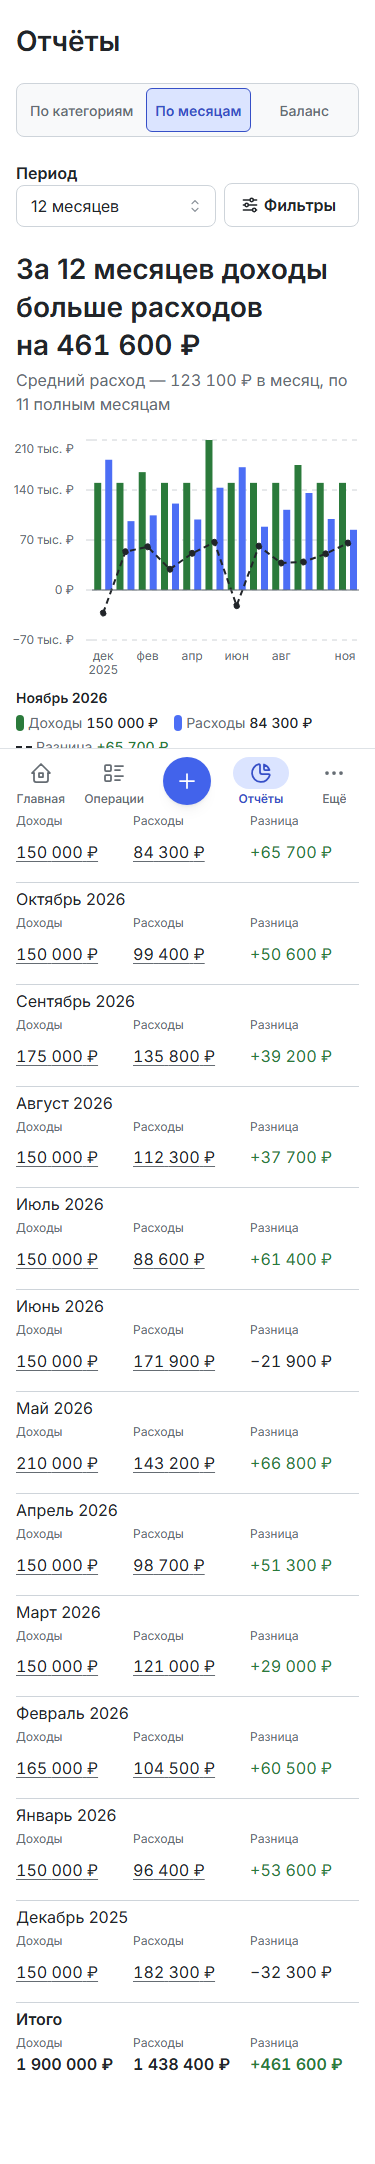 Отчёты
По категориям
По месяцам
Баланс
Период
12 месяцев
Фильтры
За 12 месяцев доходы
больше расходов
на 461 600 ₽
Средний расход — 123 100 ₽ в месяц, по
11 полным месяцам
210 тыс. ₽
140 тыс. ₽
70 тыс. ₽
0 ₽
−70 тыс. ₽
дек фев апр июн авг ноя
2025
Ноябрь 2026
Доходы 150 000 ₽ Расходы 84 300 ₽
Разница +65 700 ₽
Главная Операции Отчёты Ещё
Доходы Расходы Разница
150 000 ₽ 84 300 ₽ +65 700 ₽
Октябрь 2026
Доходы Расходы Разница
150 000 ₽ 99 400 ₽ +50 600 ₽
Сентябрь 2026
Доходы Расходы Разница
175 000 ₽ 135 800 ₽ +39 200 ₽
Август 2026
Доходы Расходы Разница
150 000 ₽ 112 300 ₽ +37 700 ₽
Июль 2026
Доходы Расходы Разница
150 000 ₽ 88 600 ₽ +61 400 ₽
Июнь 2026
Доходы Расходы Разница
150 000 ₽ 171 900 ₽ −21 900 ₽
Май 2026
Доходы Расходы Разница
210 000 ₽ 143 200 ₽ +66 800 ₽
Апрель 2026
Доходы Расходы Разница
150 000 ₽ 98 700 ₽ +51 300 ₽
Март 2026
Доходы Расходы Разница
150 000 ₽ 121 000 ₽ +29 000 ₽
Февраль 2026
Доходы Расходы Разница
165 000 ₽ 104 500 ₽ +60 500 ₽
Январь 2026
Доходы Расходы Разница
150 000 ₽ 96 400 ₽ +53 600 ₽
Декабрь 2025
Доходы Расходы Разница
150 000 ₽ 182 300 ₽ −32 300 ₽
Итого
Доходы Расходы Разница
1 900 000 ₽ 1 438 400 ₽ +461 600 ₽